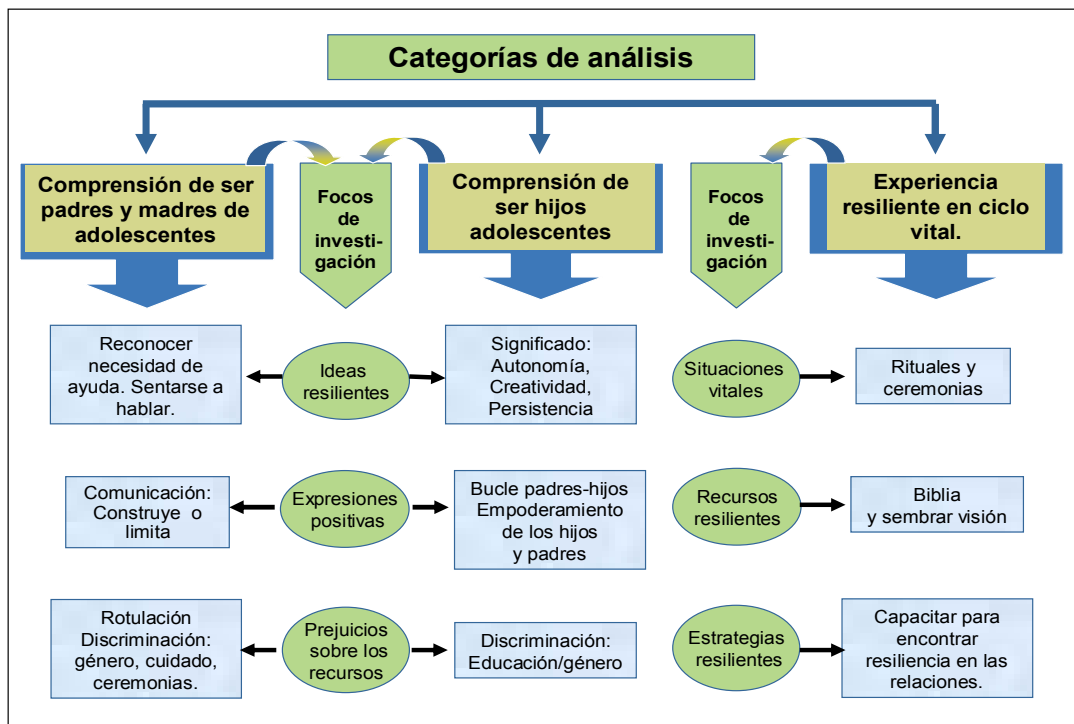 Categorías de análisis
Comprensión de ser
padres y madres de
adolescentes
Focos
de
investi-
gación
Comprensión de
ser hijos
adolescentes
Focos
de
investi-
gación
Experiencia
resiliente en ciclo
vital.
Reconocer
necesidad de
ayuda. Sentarse a
hablar.
Ideas
resilientes
Significado:
Autonomía,
Creatividad,
Persistencia
Situaciones
vitales
Rituales y
ceremonias
Comunicación:
Construye o
limita
Expresiones
positivas
Bucle padres-hijos
Empoderamiento
de los hijos
y padres
Recursos
resilientes
Biblia
y sembrar visión
Rotulación
Discriminación:
género, cuidado,
ceremonias.
Prejuicios
sobre los
recursos
Discriminación:
Educación/género
Estrategias
resilientes
Capacitar para
encontrar
resiliencia en las
relaciones.